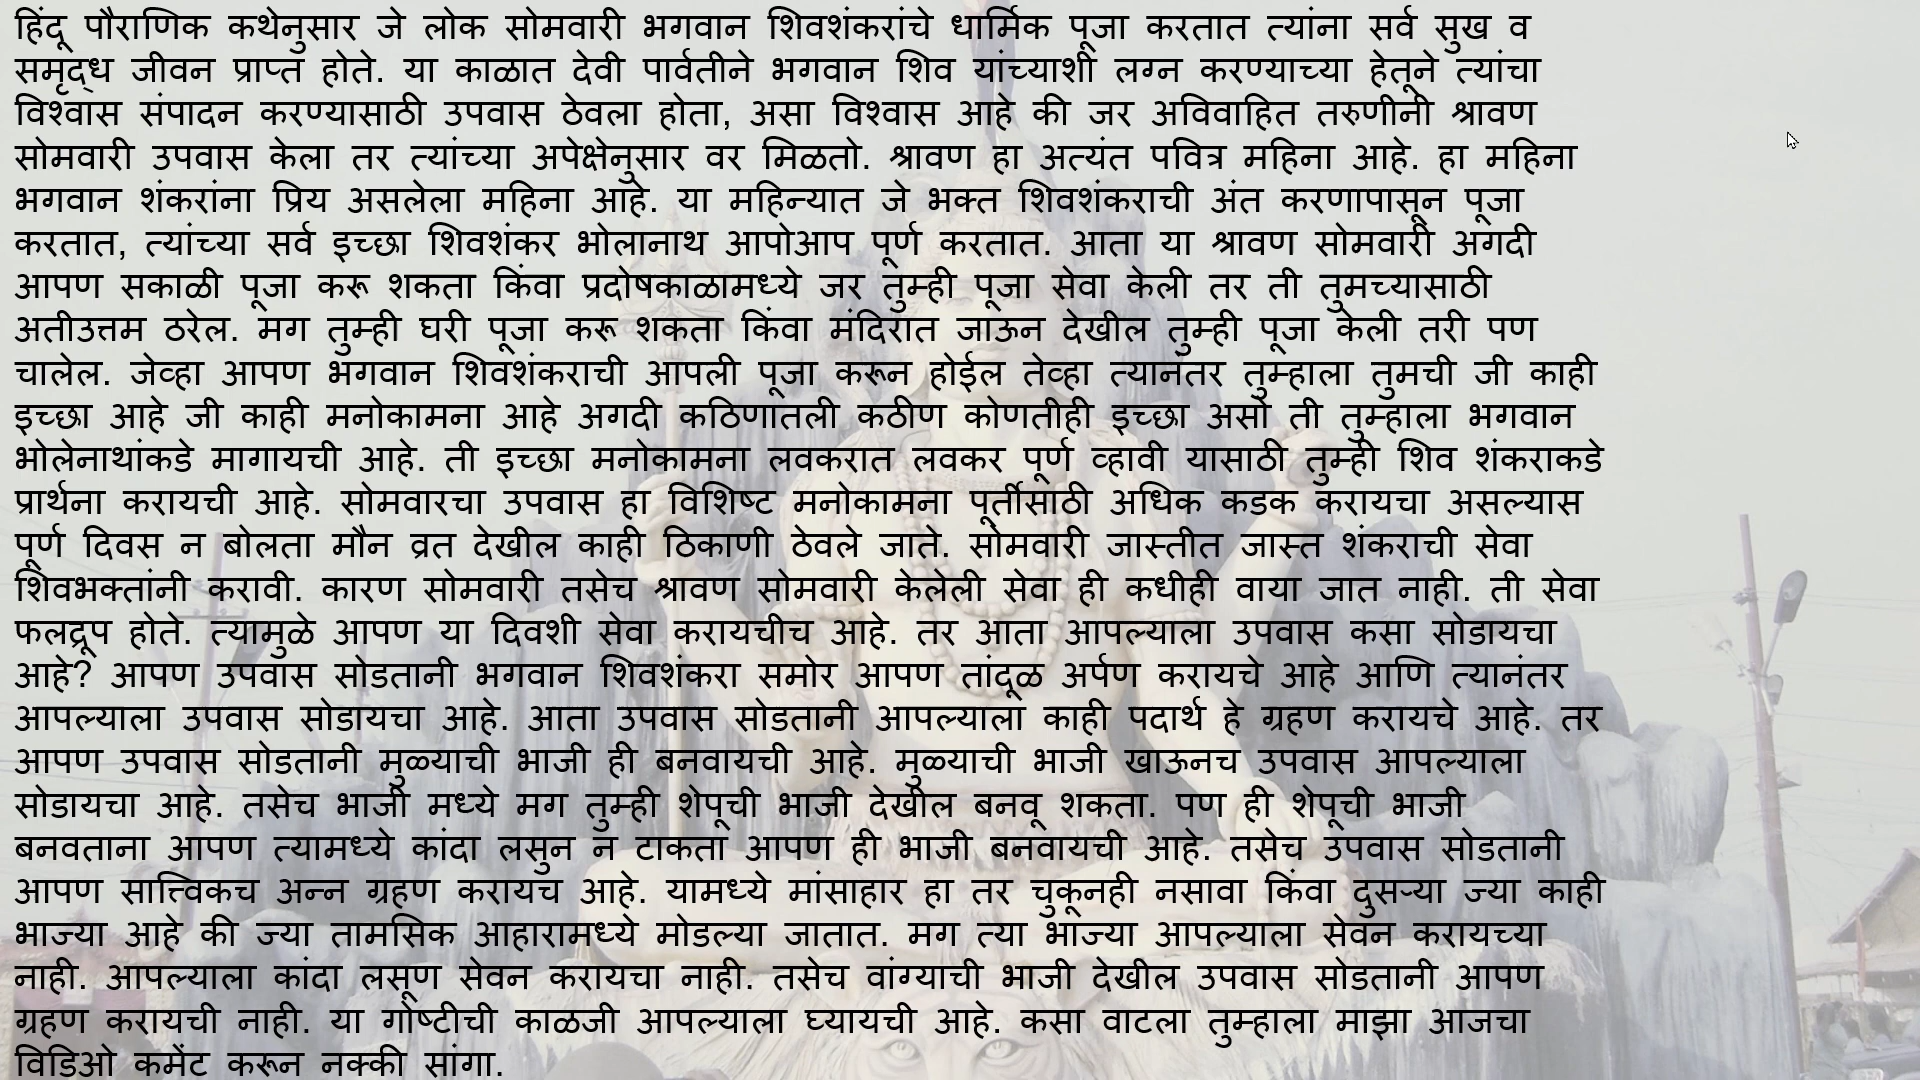 हिंदू पौराणिक कथेनुसार जे लोक सोमवारी भगवान शिवशंकरांचे धार्मिक पूजा करतात त्यांना सर्व सुख व
समृद्ध जीवन प्राप्त होते. या काळात देवी पार्वतीने भगवान शिव यांच्याशी लग्न करण्याच्या हेतूने त्यांचा
विश्वास संपादन करण्यासाठी उपवास ठेवला होता, असा विश्वास आहे की जर अविवाहित तरुणीनी श्रावण
सोमवारी उपवास केला तर त्यांच्या अपेक्षेनुसार वर मिळतो. श्रावण हा अत्यंत पवित्र महिना आहे. हा महिना
भगवान शंकरांना प्रिय असलेला महिना आहे. या महिन्यात जे भक्त शिवशंकराची अंत करणापासून पूजा
करतात, त्यांच्या सर्व इच्छा शिवशंकर भोलानाथ आपोआप पूर्ण करतात. आता या श्रावण सोमवारी अगदी
आपण सकाळी पूजा करू शकता किंवा प्रदोषकाळामध्ये जर तुम्ही पूजा सेवा केली तर ती तुमच्यासाठी
अतीउत्तम ठरेल. मग तुम्ही घरी पूजा करू शकता किंवा मंदिरात जाऊन देखील तुम्ही पूजा केली तरी पण
चालेल. जेव्हा आपण भगवान शिवशंकराची आपली पूजा करून होईल तेव्हा त्यानंतर तुम्हाला तुमची जी काही
इच्छा आहे जी काही मनोकामना आहे अगदी कठिणातली कठीण कोणतीही इच्छा असो ती तुम्हाला भगवान
भोलेनाथांकडे मागायची आहे. ती इच्छा मनोकामना लवकरात लवकर पूर्ण व्हावी यासाठी तुम्ही शिव शंकराकडे
प्रार्थना करायची आहे. सोमवारचा उपवास हा विशिष्ट मनोकामना पूर्तीसाठी अधिक कडक करायचा असल्यास
पूर्ण दिवस न बोलता मौन व्रत देखील काही ठिकाणी ठेवले जाते. सोमवारी जास्तीत जास्त शंकराची सेवा
शिवभक्तांनी करावी. कारण सोमवारी तसेच श्रावण सोमवारी केलेली सेवा ही कधीही वाया जात नाही. ती सेवा
फलद्रूप होते. त्यामुळे आपण या दिवशी सेवा करायचीच आहे. तर आता आपल्याला उपवास कसा सोडायचा
आहे? आपण उपवास सोडतानी भगवान शिवशंकरा समोर आपण तांदूळ अर्पण करायचे आहे आणि त्यानंतर
आपल्याला उपवास सोडायचा आहे. आता उपवास सोडतानी आपल्याला काही पदार्थ हे ग्रहण करायचे आहे. तर
आपण उपवास सोडतानी मुळ्याची भाजी ही बनवायची आहे. मुळ्याची भाजी खाऊनच उपवास आपल्याला
सोडायचा आहे. तसेच भाजी मध्ये मग तुम्ही शेपूची भाजी देखील बनवू शकता. पण ही शेपूची भाजी
बनवताना आपण त्यामध्ये कांदा लसुन न टाकता आपण ही भाजी बनवायची आहे. तसेच उपवास सोडतानी
आपण सात्त्विकच अन्न ग्रहण करायच आहे. यामध्ये मांसाहार हा तर चुकूनही नसावा किंवा दुसऱ्या ज्या काही
भाज्या आहे की ज्या तामसिक आहारामध्ये मोडल्या जातात. मग त्या भाज्या आपल्याला सेवन करायच्या
नाही. आपल्याला कांदा लसूण सेवन करायचा नाही. तसेच वांग्याची भाजी देखील उपवास सोडतानी आपण
ग्रहण करायची नाही. या गोष्टीची काळजी आपल्याला घ्यायची आहे. कसा वाटला तुम्हाला माझा आजचा
विडिओ कमेंट करून नक्की सांगा.